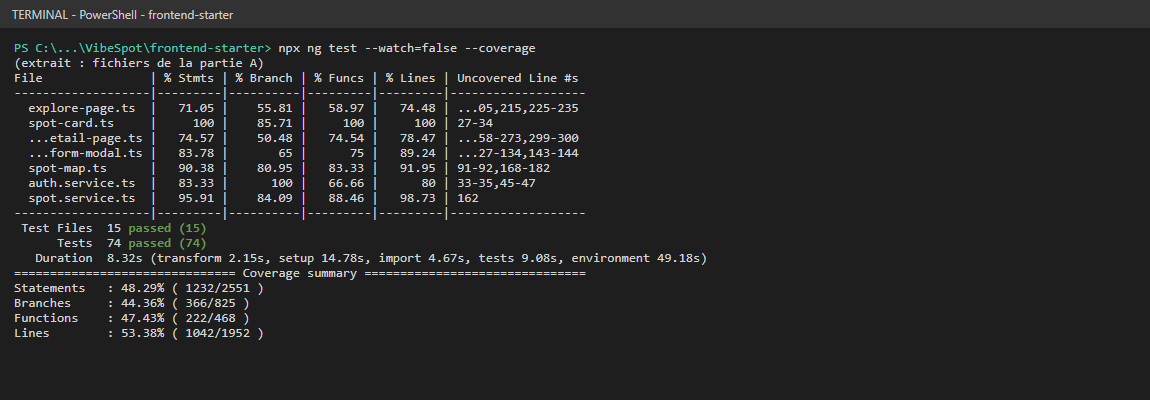 TERMINAL - PowerShell - frontend-starter
PS C:\...\VibeSpot\frontend-starter> npx ng test --watch=false --coverage
(extrait : fichiers de la partie A)
File               | % Stmts | % Branch | % Funcs | % Lines | Uncovered Line #s
-------------------|---------|----------|---------|---------|-------------------
  explore-page.ts  |   71.05 |    55.81 |   58.97 |   74.48 | ...05,215,225-235
  spot-card.ts     |     100 |    85.71 |     100 |     100 | 27-34
  ...etail-page.ts |   74.57 |    50.48 |   74.54 |   78.47 | ...58-273,299-300
  ...form-modal.ts |   83.78 |       65 |      75 |   89.24 | ...27-134,143-144
  spot-map.ts      |   90.38 |    80.95 |   83.33 |   91.95 | 91-92,168-182
  auth.service.ts  |   83.33 |      100 |   66.66 |      80 | 33-35,45-47
  spot.service.ts  |   95.91 |    84.09 |   88.46 |   98.73 | 162
-------------------|---------|----------|---------|---------|-------------------
 Test Files  15 passed (15)
      Tests  74 passed (74)
   Duration  8.32s (transform 2.15s, setup 14.78s, import 4.67s, tests 9.08s, environment 49.18s)
=============================== Coverage summary ===============================
Statements   : 48.29% ( 1232/2551 )
Branches     : 44.36% ( 366/825 )
Functions    : 47.43% ( 222/468 )
Lines        : 53.38% ( 1042/1952 )